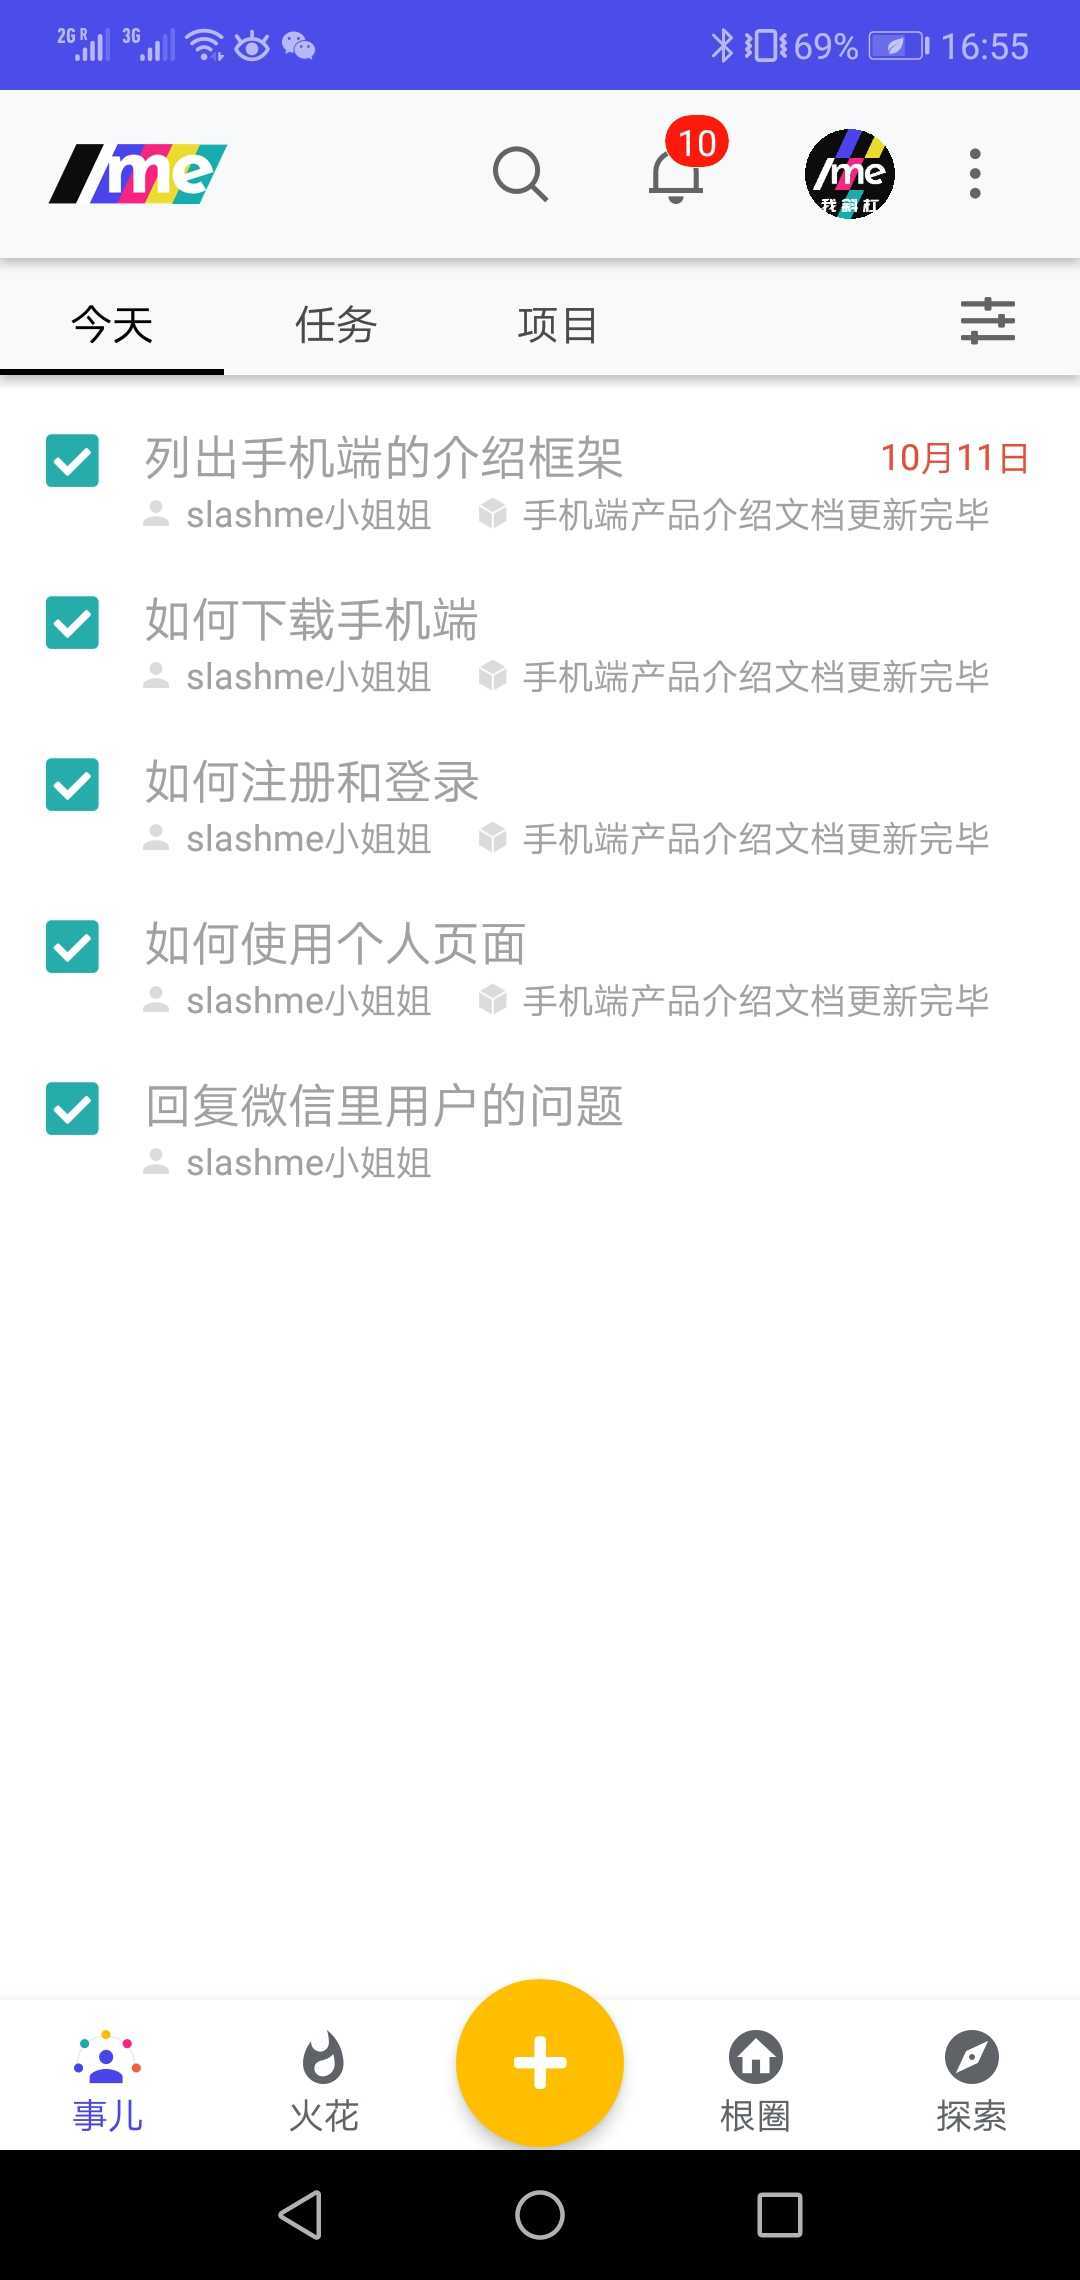 2G R 3G 69% 16:55
/me 10 /me
我斜杠
今天 任务 项目
列出手机端的介绍框架 10月11日
slashme小姐姐 手机端产品介绍文档更新完毕
如何下载手机端
slashme小姐姐 手机端产品介绍文档更新完毕
如何注册和登录
slashme小姐姐 手机端产品介绍文档更新完毕
如何使用个人页面
slashme小姐姐 手机端产品介绍文档更新完毕
回复微信里用户的问题
slashme小姐姐
事儿 火花 根圈 探索